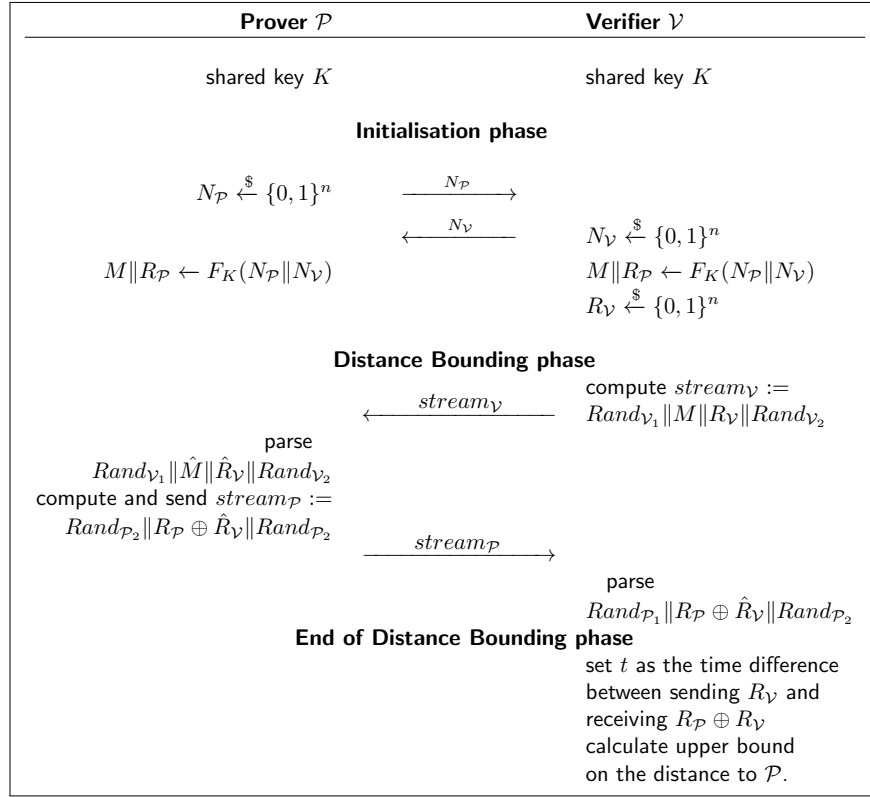 Prover 𝒫 Verifier 𝒱
shared key K shared key K
Initialisation phase
N_𝒫 ←$ {0, 1}^n N_𝒫
N_𝒱 N_𝒱 ←$ {0, 1}^n
M∥R_𝒫 ← F_K(N_𝒫∥N_𝒱) M∥R_𝒫 ← F_K(N_𝒫∥N_𝒱)
R_𝒱 ←$ {0, 1}^n
Distance Bounding phase
compute stream_𝒱 :=
stream_𝒱 Rand_𝒱₁∥M∥R_𝒱∥Rand_𝒱₂
parse
Rand_𝒱₁∥M̂∥R̂_𝒱∥Rand_𝒱₂
compute and send stream_𝒫 :=
Rand_𝒫₂∥R_𝒫 ⊕ R̂_𝒱∥Rand_𝒫₂
stream_𝒫
parse
Rand_𝒫₁∥R_𝒫 ⊕ R̂_𝒱∥Rand_𝒫₂
End of Distance Bounding phase
set t as the time difference
between sending R_𝒱 and
receiving R_𝒫 ⊕ R_𝒱
calculate upper bound
on the distance to 𝒫.